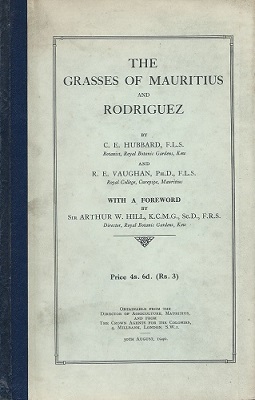 THE
GRASSES OF MAURITIUS
AND
RODRIGUEZ
BY
C. E. HUBBARD, F.L.S.
Botanist, Royal Botanic Gardens, Kew
AND
R. E. VAUGHAN, PH.D., F.L.S.
Royal College, Curepipe, Mauritius
WITH A FOREWORD
BY
SIR ARTHUR W. HILL, K.C.M.G., SC.D., F.R.S.
Director, Royal Botanic Gardens, Kew
Price 4s. 6d. (Rs. 3)
OBTAINABLE FROM THE
DIRECTOR OF AGRICULTURE, MAURITIUS,
AND FROM
THE CROWN AGENTS FOR THE COLONIES,
4, MILLBANK, LONDON, S.W.1.
30TH AUGUST, 1940.